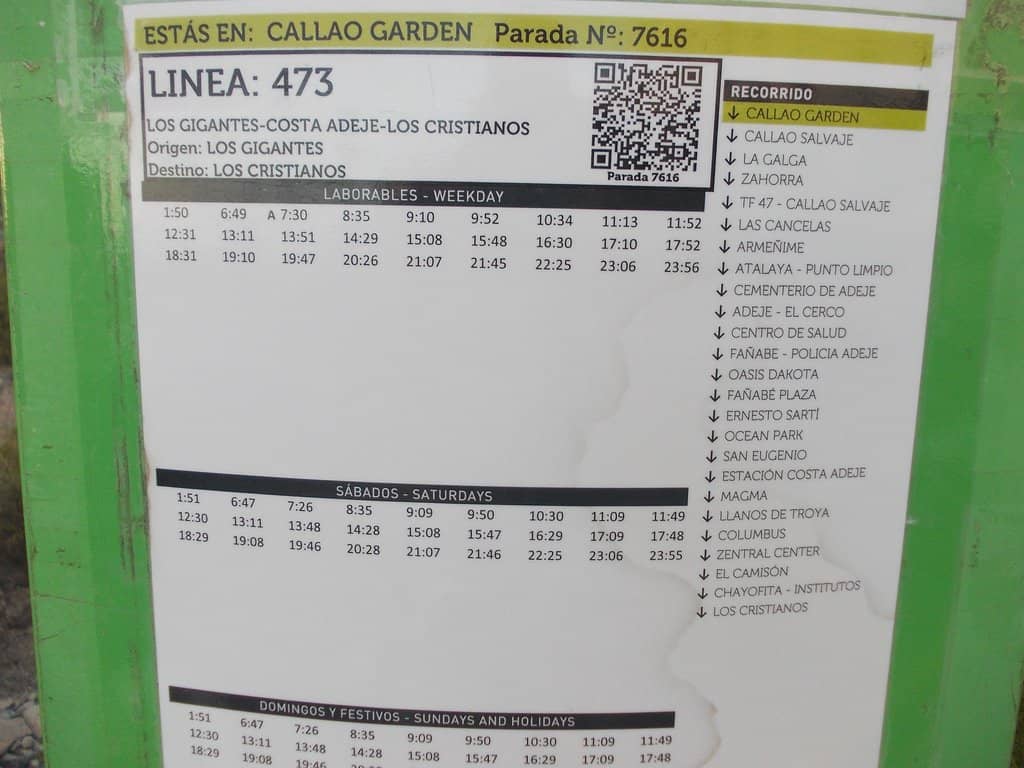 ESTÁS EN: CALLAO GARDEN Parada Nº: 7616
LINEA: 473
LOS GIGANTES-COSTA ADEJE-LOS CRISTIANOS
Origen: LOS GIGANTES
Destino: LOS CRISTIANOS
Parada 7616
LABORABLES - WEEKDAY
1:50 6:49 A 7:30 8:35 9:10 9:52 10:34 11:13 11:52
12:31 13:11 13:51 14:29 15:08 15:48 16:30 17:10 17:52
18:31 19:10 19:47 20:26 21:07 21:45 22:25 23:06 23:56
SÁBADOS - SATURDAYS
1:51 6:47 7:26 8:35 9:09 9:50 10:30 11:09 11:49
12:30 13:11 13:48 14:28 15:08 15:47 16:29 17:09 17:48
18:29 19:08 19:46 20:28 21:07 21:46 22:25 23:06 23:55
DOMINGOS Y FESTIVOS - SUNDAYS AND HOLIDAYS
1:51 6:47 7:26 8:35 9:09 9:50 10:30 11:09 11:49
12:30 13:11 13:48 14:28 15:08 15:47 16:29 17:09 17:48
18:29 19:08 19:46
RECORRIDO
↓ CALLAO GARDEN
↓ CALLAO SALVAJE
↓ LA GALGA
↓ ZAHORRA
↓ TF 47 - CALLAO SALVAJE
↓ LAS CANCELAS
↓ ARMEÑIME
↓ ATALAYA - PUNTO LIMPIO
↓ CEMENTERIO DE ADEJE
↓ ADEJE - EL CERCO
↓ CENTRO DE SALUD
↓ FAÑABE - POLICIA ADEJE
↓ OASIS DAKOTA
↓ FAÑABÉ PLAZA
↓ ERNESTO SARTÍ
↓ OCEAN PARK
↓ SAN EUGENIO
↓ ESTACIÓN COSTA ADEJE
↓ MAGMA
↓ LLANOS DE TROYA
↓ COLUMBUS
↓ ZENTRAL CENTER
↓ EL CAMISÓN
↓ CHAYOFITA - INSTITUTOS
↓ LOS CRISTIANOS